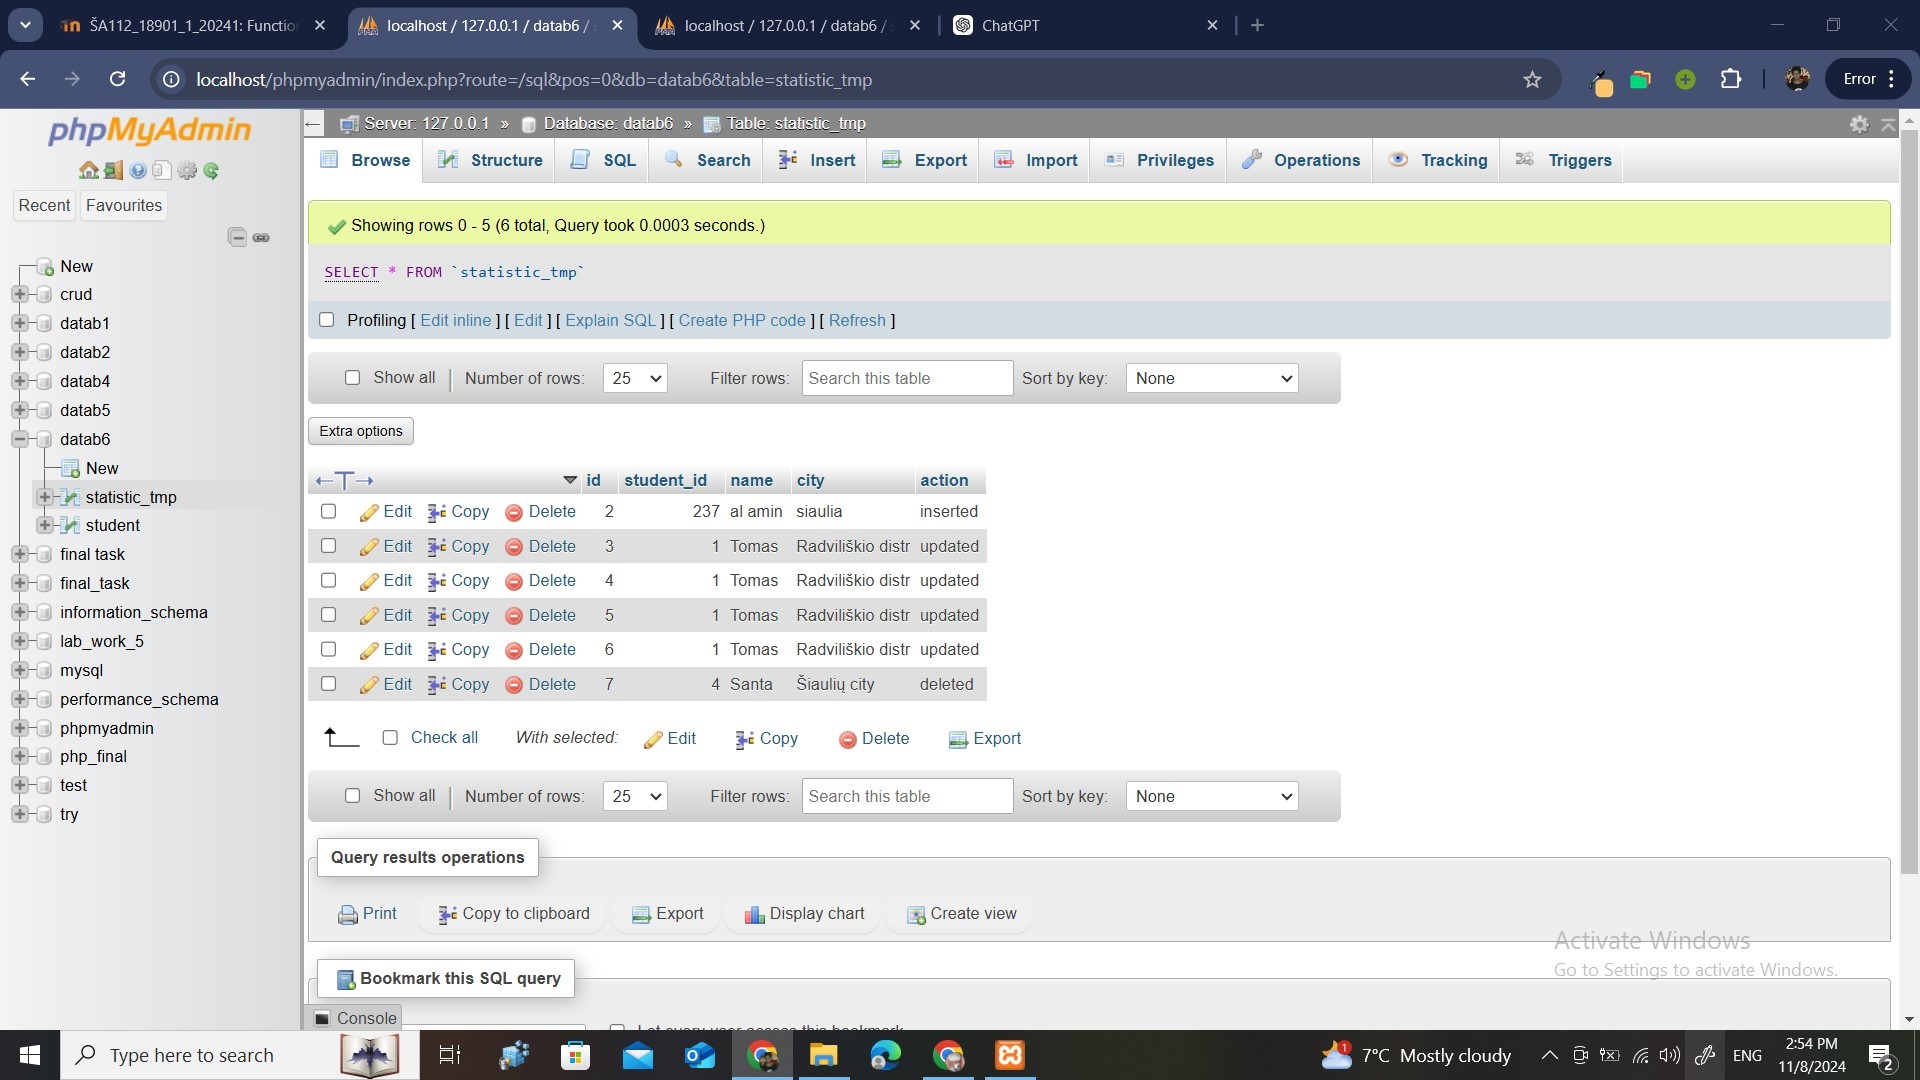 ŠA112_18901_1_20241: Functio
localhost / 127.0.0.1 / datab6 /
localhost / 127.0.0.1 / datab6 /
ChatGPT
localhost/phpmyadmin/index.php?route=/sql&pos=0&db=datab6&table=statistic_tmp
Error
phpMyAdmin
Recent Favourites
New
crud
datab1
datab2
datab4
datab5
datab6
New
statistic_tmp
student
final task
final_task
information_schema
lab_work_5
mysql
performance_schema
phpmyadmin
php_final
test
try
Server: 127.0.0.1 » Database: datab6 » Table: statistic_tmp
Browse Structure SQL Search Insert Export Import Privileges Operations Tracking Triggers
Showing rows 0 - 5 (6 total, Query took 0.0003 seconds.)
SELECT * FROM `statistic_tmp`
Profiling [ Edit inline ] [ Edit ] [ Explain SQL ] [ Create PHP code ] [ Refresh ]
Show all Number of rows: 25 Filter rows: Search this table Sort by key: None
Extra options
id student_id name city action
Edit Copy Delete 2 237 al amin siaulia inserted
Edit Copy Delete 3 1 Tomas Radviliškio distr updated
Edit Copy Delete 4 1 Tomas Radviliškio distr updated
Edit Copy Delete 5 1 Tomas Radviliškio distr updated
Edit Copy Delete 6 1 Tomas Radviliškio distr updated
Edit Copy Delete 7 4 Santa Šiaulių city deleted
Check all With selected: Edit Copy Delete Export
Show all Number of rows: 25 Filter rows: Search this table Sort by key: None
Query results operations
Print Copy to clipboard Export Display chart Create view
Bookmark this SQL query
Console
Let every user access this bookmark
Activate Windows
Go to Settings to activate Windows.
Type here to search
1
7°C Mostly cloudy
ENG
2:54 PM
11/8/2024
2